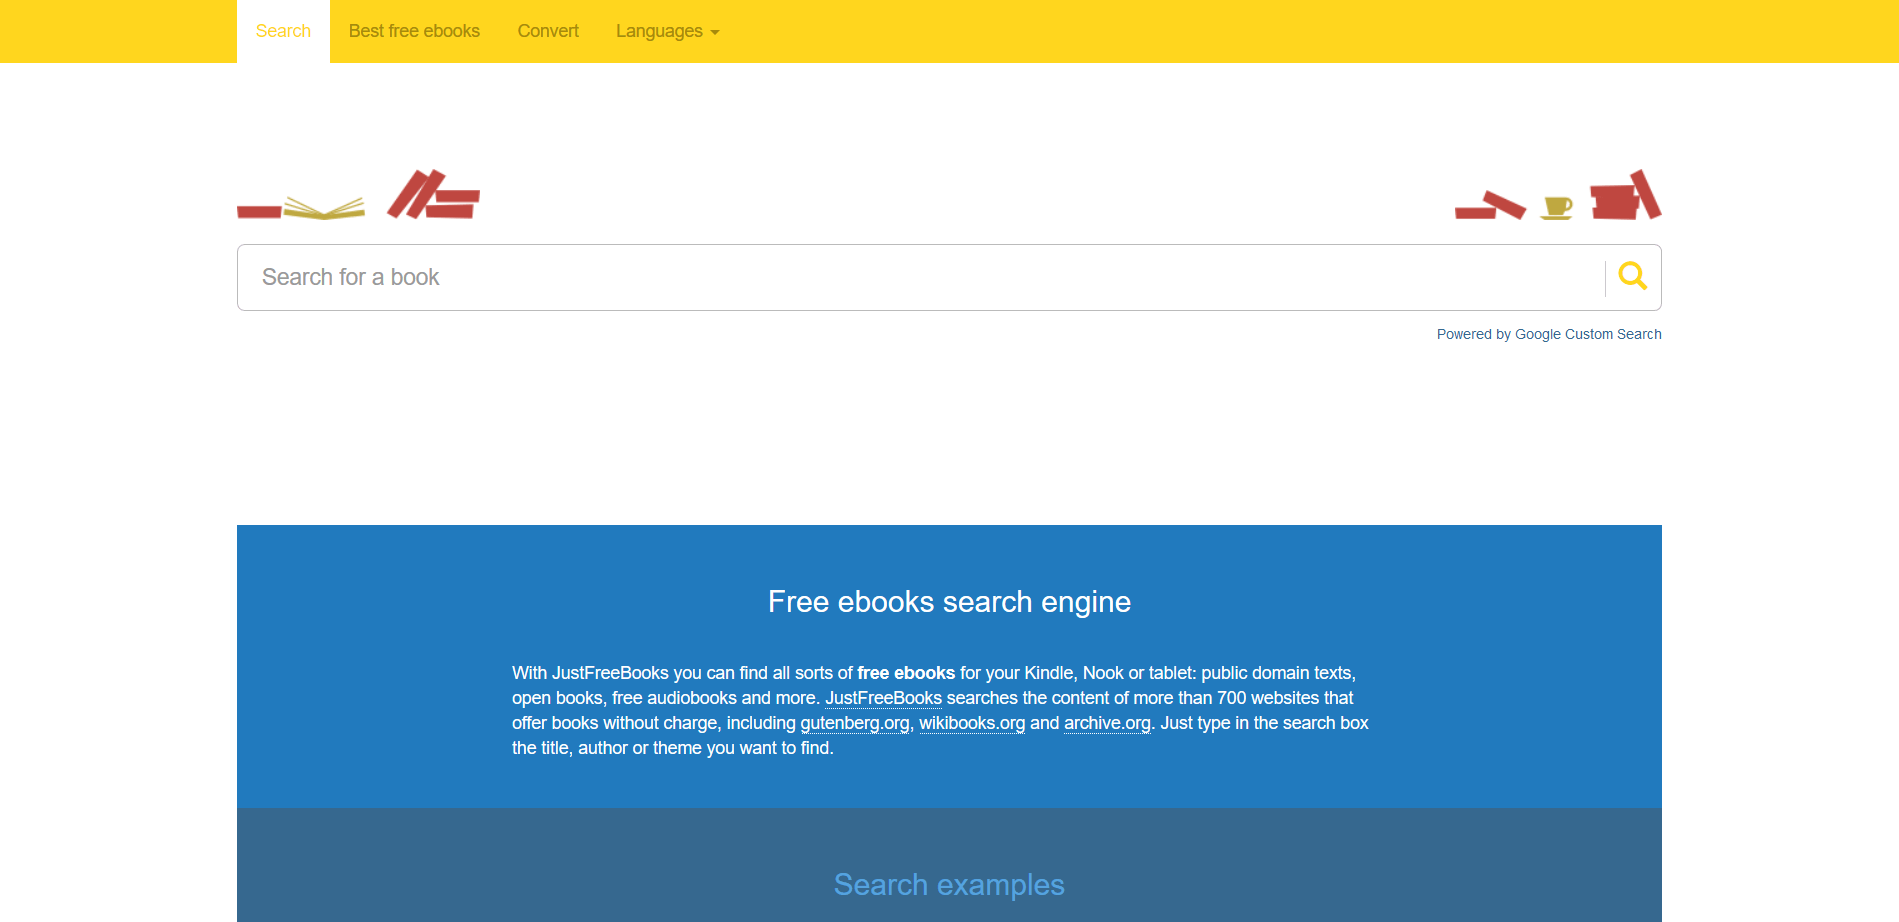 Search Best free ebooks Convert Languages
Search for a book
Powered by Google Custom Search
Free ebooks search engine
With JustFreeBooks you can find all sorts of free ebooks for your Kindle, Nook or tablet: public domain texts,
open books, free audiobooks and more. JustFreeBooks searches the content of more than 700 websites that
offer books without charge, including gutenberg.org, wikibooks.org and archive.org. Just type in the search box
the title, author or theme you want to find.
Search examples